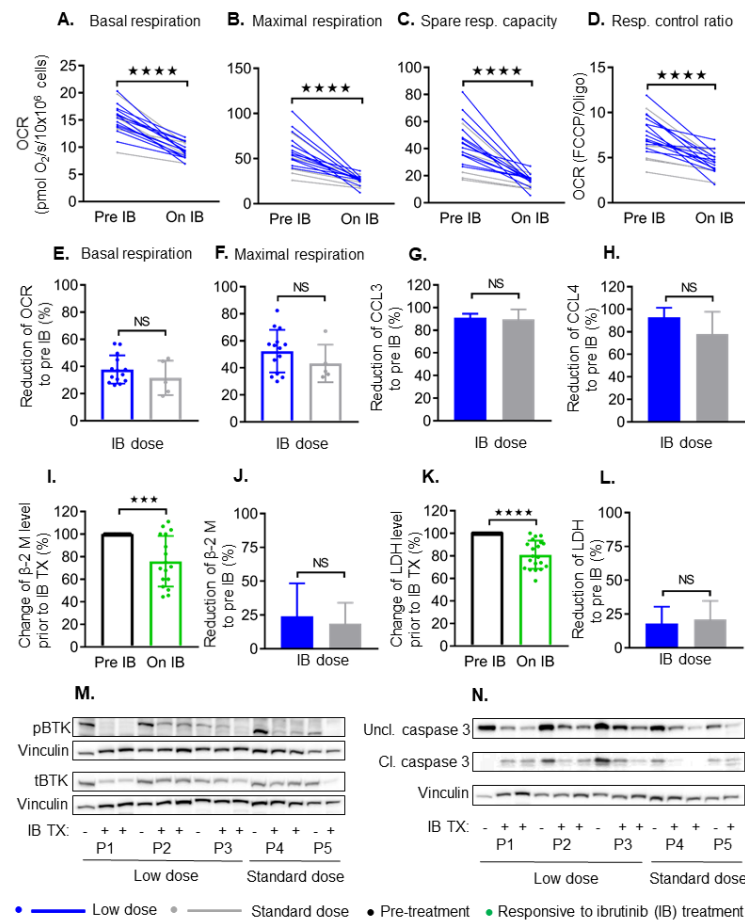 A. Basal respiration
B. Maximal respiration
C. Spare resp. capacity
D. Resp. control ratio
OCR
(pmol O2/s/10x10⁶ cells)
25
20
15
10
5
0
★★★★
Pre IB On IB
150
100
50
0
★★★★
Pre IB On IB
100
80
60
40
20
0
★★★★
Pre IB On IB
OCR (FCCP/Oligo)
15
10
5
0
★★★★
Pre IB On IB
E. Basal respiration
F. Maximal respiration
G.
H.
Reduction of OCR
to pre IB (%)
100
80
60
40
20
0
NS
IB dose
100
80
60
40
20
0
NS
IB dose
Reduction of CCL3
to pre IB (%)
120
100
80
60
40
20
0
NS
IB dose
Reduction of CCL4
to pre IB (%)
120
100
80
60
40
20
0
NS
IB dose
I.
J.
K.
L.
Change of β-2 M level
prior to IB TX (%)
120
100
80
60
40
20
0
★★★
Pre IB On IB
Reduction of β-2 M
to pre IB (%)
100
80
60
40
20
0
NS
IB dose
Change of LDH level
prior to IB TX (%)
120
100
80
60
40
20
0
★★★★
Pre IB On IB
Reduction of LDH
to pre IB (%)
100
80
60
40
20
0
NS
IB dose
M.
pBTK
Vinculin
tBTK
Vinculin
IB TX: - + + - + + - + + - + + - +
P1 P2 P3 P4 P5
Low dose Standard dose
N.
Uncl. caspase 3
Cl. caspase 3
Vinculin
IB TX: - + + - + + - + + - + + - +
P1 P2 P3 P4 P5
Low dose Standard dose
Low dose
Standard dose
Pre-treatment
Responsive to ibrutinib (IB) treatment